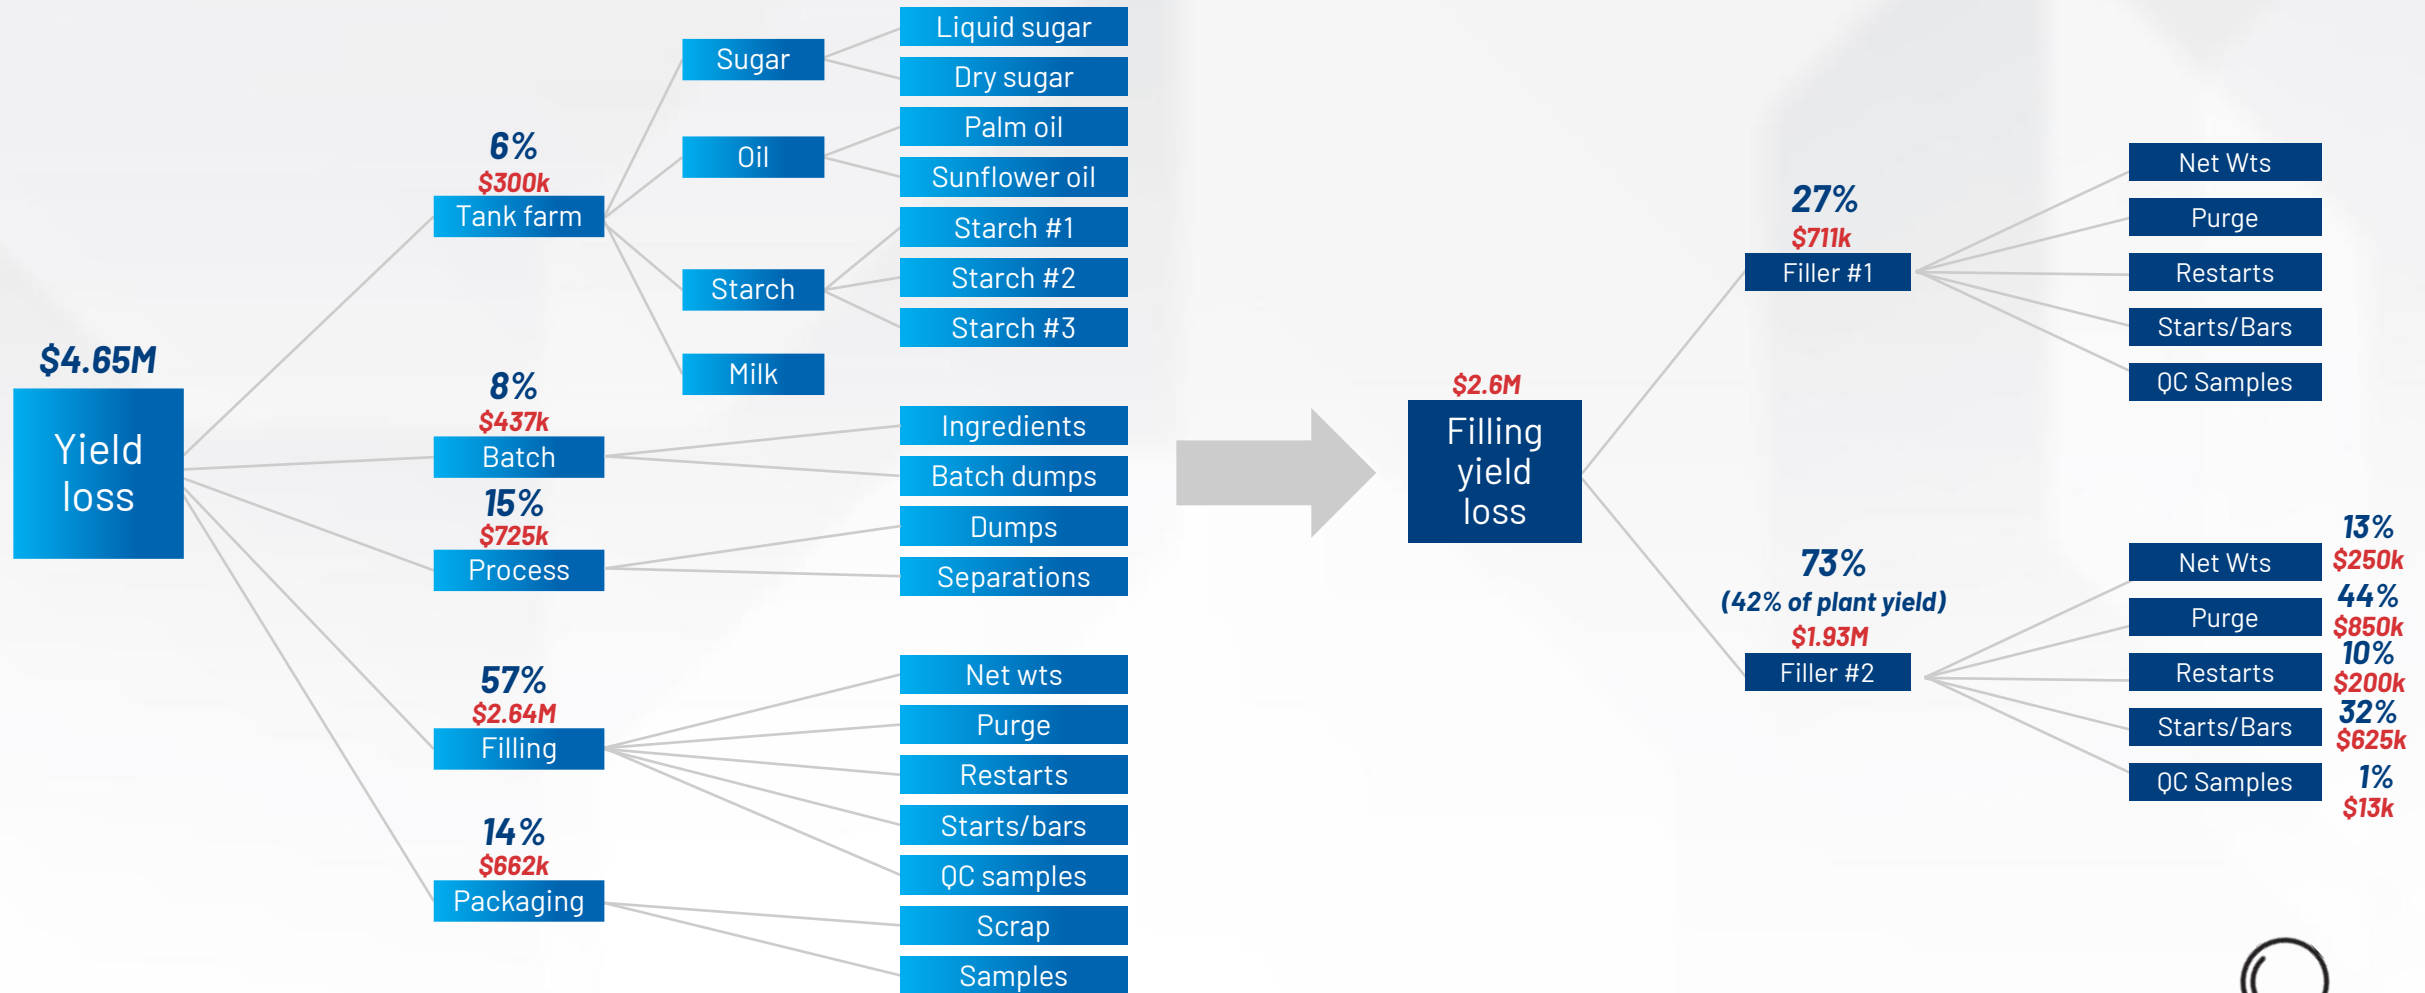 $4.65M
Yield
loss
6%
$300k
Tank farm
Sugar
Liquid sugar
Dry sugar
Oil
Palm oil
Sunflower oil
Starch
Starch #1
Starch #2
Starch #3
Milk
8%
$437k
Batch
Ingredients
Batch dumps
15%
$725k
Process
Dumps
Separations
57%
$2.64M
Filling
Net wts
Purge
Restarts
Starts/bars
QC samples
14%
$662k
Packaging
Scrap
Samples
$2.6M
Filling
yield
loss
27%
$711k
Filler #1
Net Wts
Purge
Restarts
Starts/Bars
QC Samples
73%
(42% of plant yield)
$1.93M
Filler #2
Net Wts
13%
$250k
Purge
44%
$850k
Restarts
10%
$200k
Starts/Bars
32%
$625k
QC Samples
1%
$13k